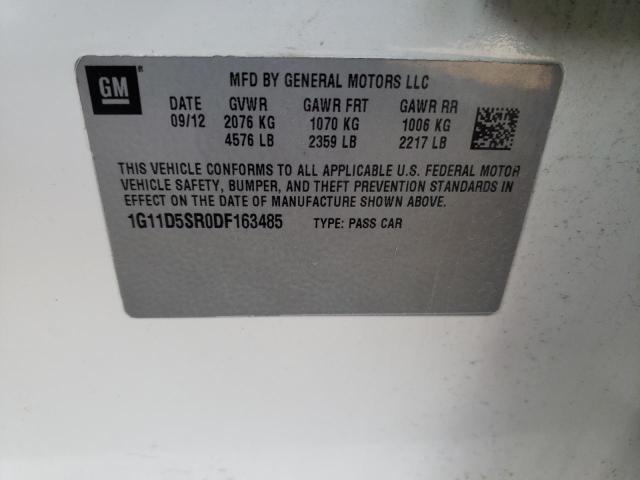 GM
MFD BY GENERAL MOTORS LLC
DATE GVWR GAWR FRT GAWR RR
09/12 2076 KG 1070 KG 1006 KG
4576 LB 2359 LB 2217 LB
THIS VEHICLE CONFORMS TO ALL APPLICABLE U.S. FEDERAL MOTOR
VEHICLE SAFETY, BUMPER, AND THEFT PREVENTION STANDARDS IN
EFFECT ON THE DATE OF MANUFACTURE SHOWN ABOVE.
1G11D5SR0DF163485 TYPE: PASS CAR